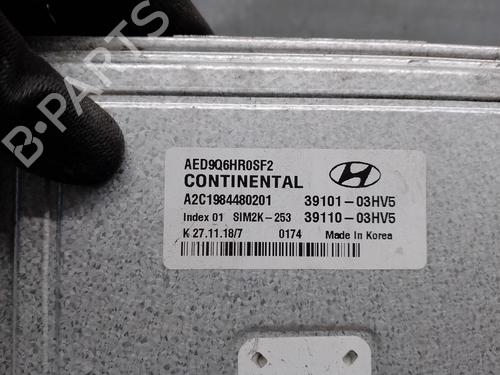 B-PARTS
AED9Q6HR0SF2
CONTINENTAL
A2C1984480201 39101-03HV5
Index 01 SIM2K-253 39110-03HV5
K 27.11.18/7 0174 Made In Korea